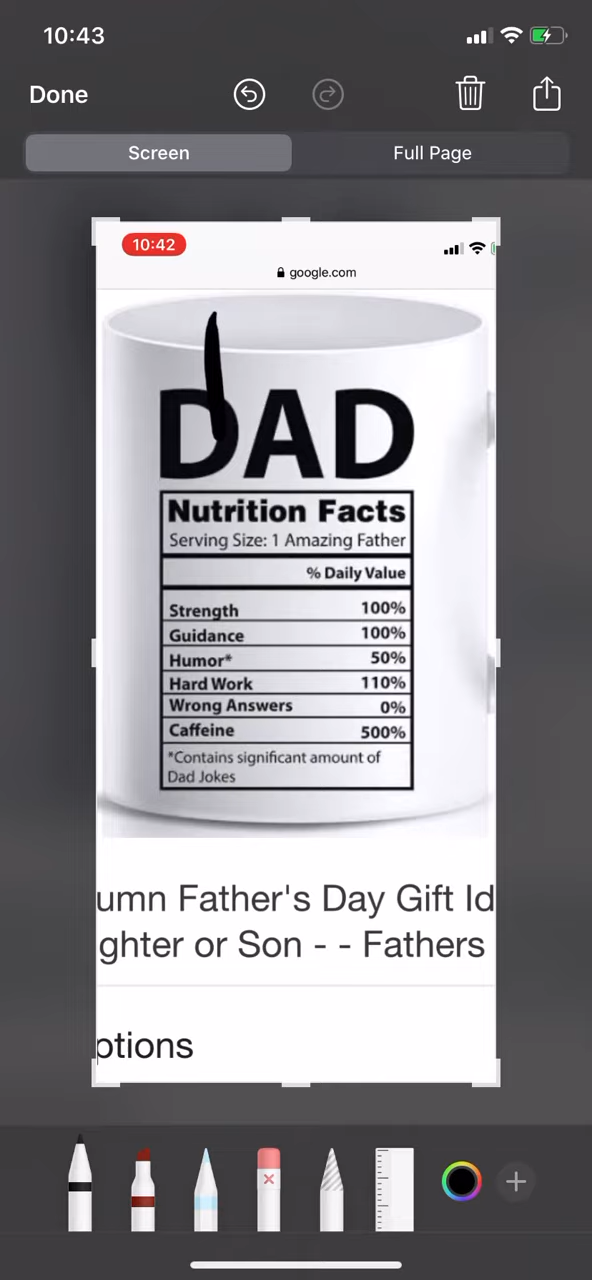 10:43
Done
Screen Full Page
10:42
google.com
DAD
Nutrition Facts
Serving Size: 1 Amazing Father
% Daily Value
Strength 100%
Guidance 100%
Humor* 50%
Hard Work 110%
Wrong Answers 0%
Caffeine 500%
*Contains significant amount of
Dad Jokes
umn Father's Day Gift Id
ghter or Son - - Fathers
ptions